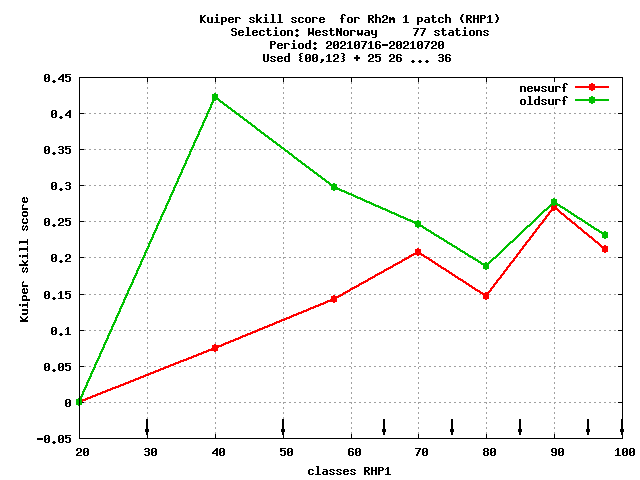 Kuiper skill score  for Rh2m 1 patch (RHP1)
Selection: WestNorway     77 stations
Period: 20210716-20210720
Used {00,12} + 25 26 ... 36
newsurf
oldsurf
0.45
0.4
0.35
0.3
0.25
0.2
0.15
0.1
0.05
0
-0.05
Kuiper skill score
20 30 40 50 60 70 80 90 100
classes RHP1